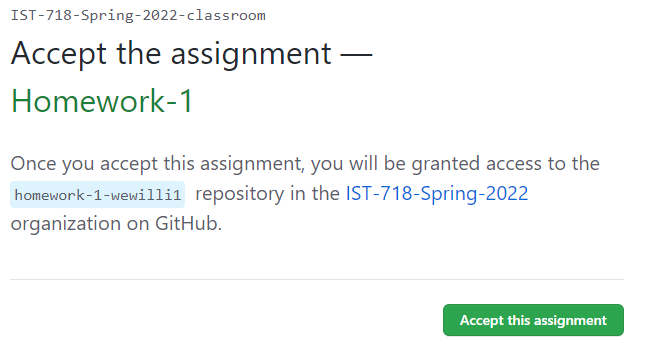 IST-718-Spring-2022-classroom
Accept the assignment —
Homework-1
Once you accept this assignment, you will be granted access to the
homework-1-wewilli1 repository in the IST-718-Spring-2022
organization on GitHub.
Accept this assignment